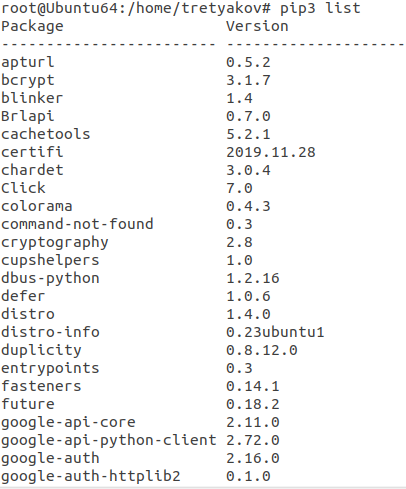 root@Ubuntu64:/home/tretyakov# pip3 list
Package Version
------------------------ --------------------
apturl 0.5.2
bcrypt 3.1.7
blinker 1.4
Brlapi 0.7.0
cachetools 5.2.1
certifi 2019.11.28
chardet 3.0.4
Click 7.0
colorama 0.4.3
command-not-found 0.3
cryptography 2.8
cupshelpers 1.0
dbus-python 1.2.16
defer 1.0.6
distro 1.4.0
distro-info 0.23ubuntu1
duplicity 0.8.12.0
entrypoints 0.3
fasteners 0.14.1
future 0.18.2
google-api-core 2.11.0
google-api-python-client 2.72.0
google-auth 2.16.0
google-auth-httplib2 0.1.0